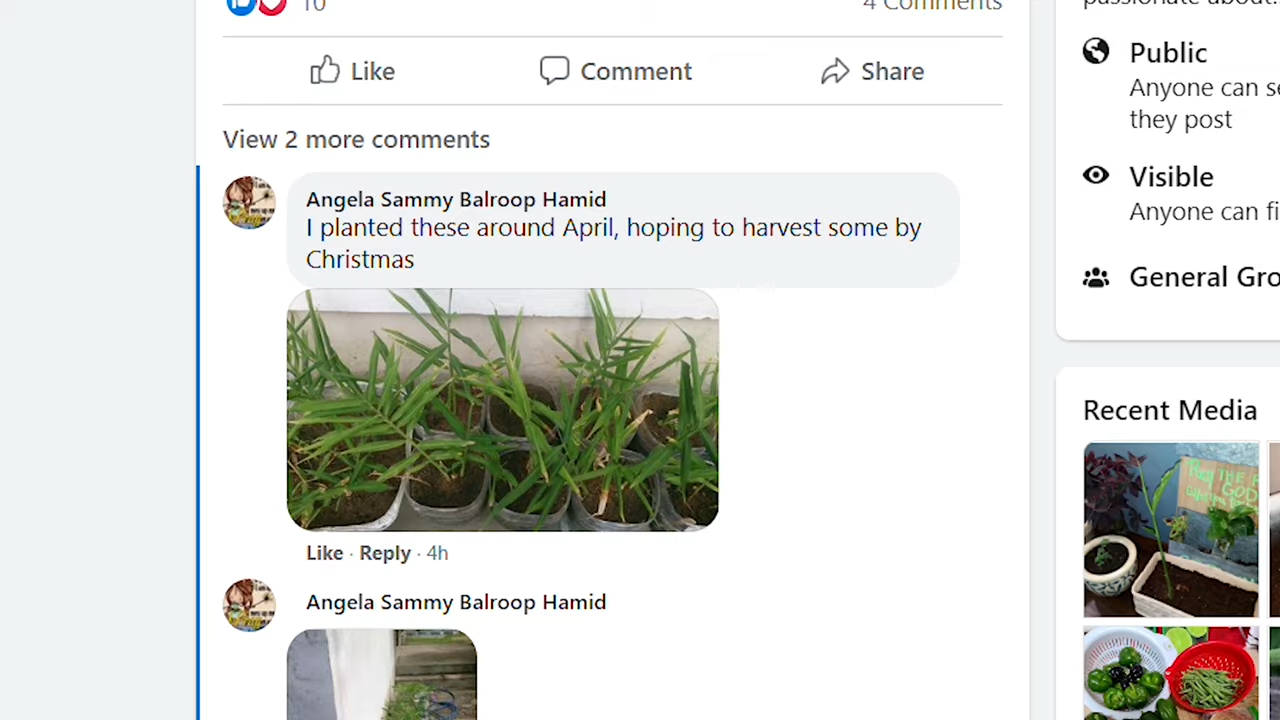 10
4 Comments
Like
Comment
Share
View 2 more comments
Angela Sammy Balroop Hamid
I planted these around April, hoping to harvest some by
Christmas
Like · Reply · 4h
Angela Sammy Balroop Hamid
passionate about..
Public
Anyone can se
they post
Visible
Anyone can fi
General Gro
Recent Media